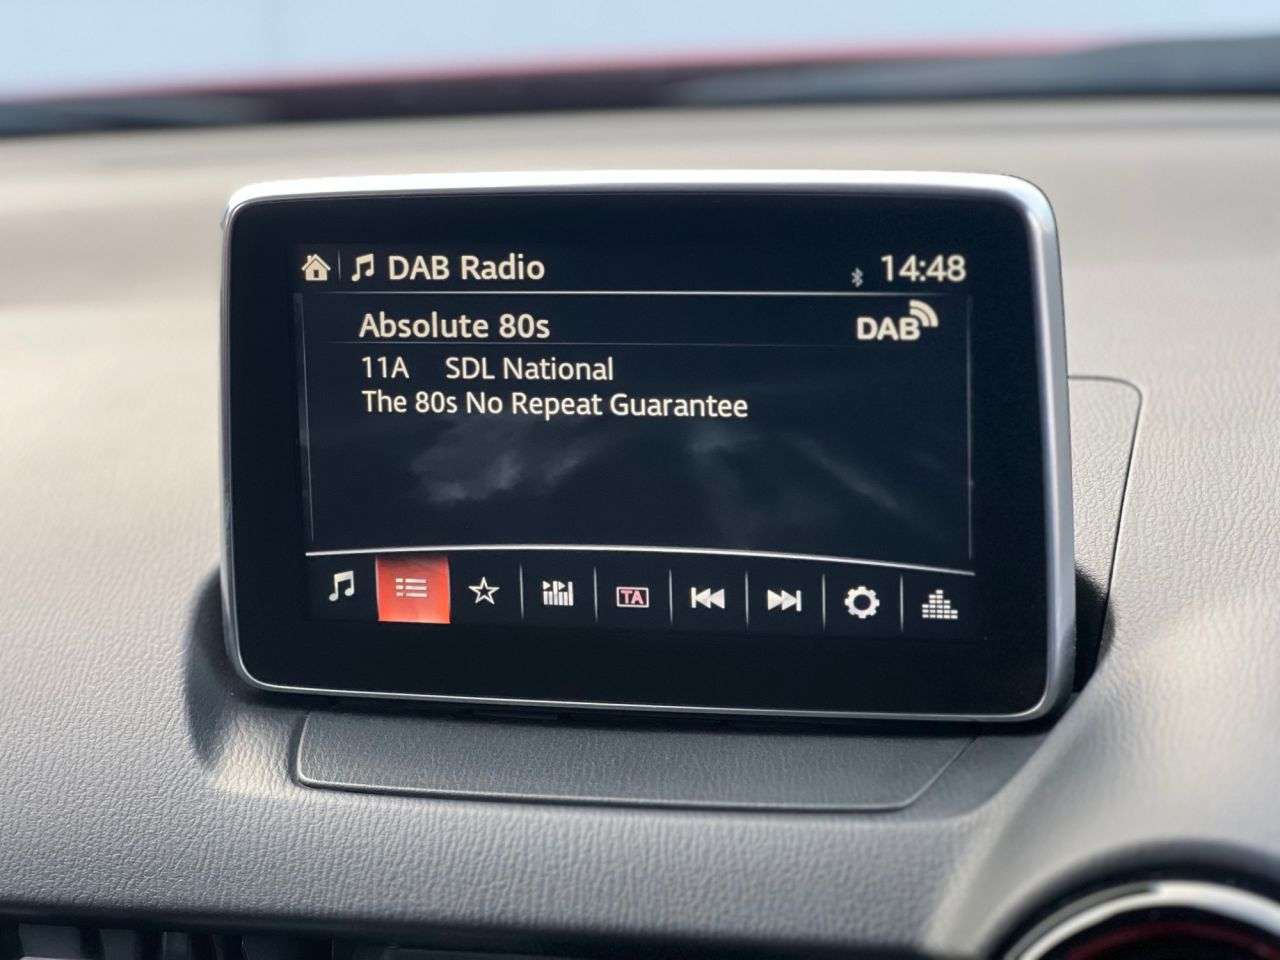 DAB Radio 14:48
Absolute 80s DAB
11A SDL National
The 80s No Repeat Guarantee
TA